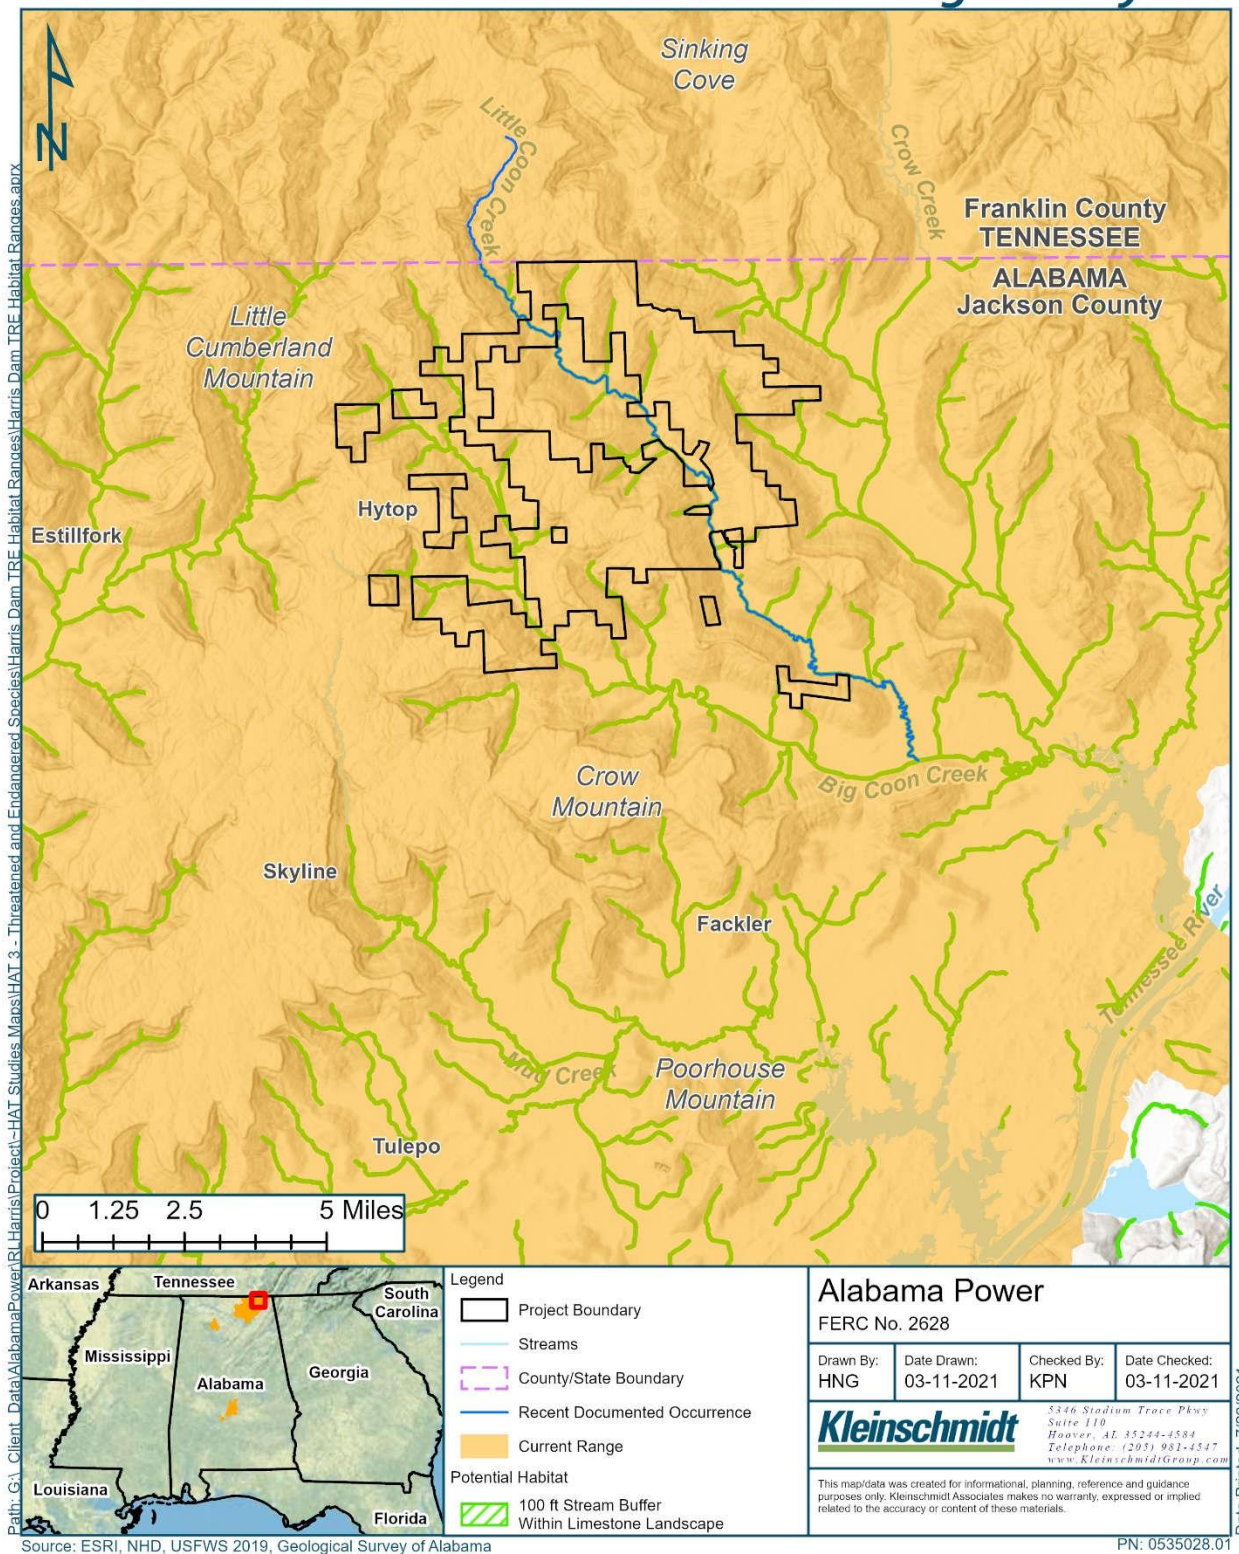 Sinking
Cove
Little
Coon
Creek
Crow Creek
Franklin County
TENNESSEE
ALABAMA
Jackson County
Little
Cumberland
Mountain
Hytop
Estillfork
Crow
Mountain
Big Coon Creek
Skyline
Fackler
Tennessee River
Mud Creek
Poorhouse
Mountain
Tulepo
0 1.25 2.5 5 Miles
N
Path: G:\_Client_Data\AlabamaPower\RLHarris\Project\~HAT Studies Maps\HAT 3 - Threatened and Endangered Species\Harris Dam TRE Habitat Ranges\Harris Dam TRE Habitat Ranges.aprx
Arkansas
Tennessee
South
Carolina
Mississippi
Alabama
Georgia
Louisiana
Florida
Legend
Project Boundary
Streams
County/State Boundary
Recent Documented Occurrence
Current Range
Potential Habitat
100 ft Stream Buffer
Within Limestone Landscape
Alabama Power
FERC No. 2628
Drawn By:
HNG
Date Drawn:
03-11-2021
Checked By:
KPN
Date Checked:
03-11-2021
Kleinschmidt
5346 Stadium Trace Pkwy
Suite 110
Hoover, AL 35244-4584
Telephone: (205) 981-4547
www.KleinschmidtGroup.com
This map/data was created for informational, planning, reference and guidance
purposes only. Kleinschmidt Associates makes no warranty, expressed or implied
related to the accuracy or content of these materials.
Source: ESRI, NHD, USFWS 2019, Geological Survey of Alabama
PN: 0535028.01